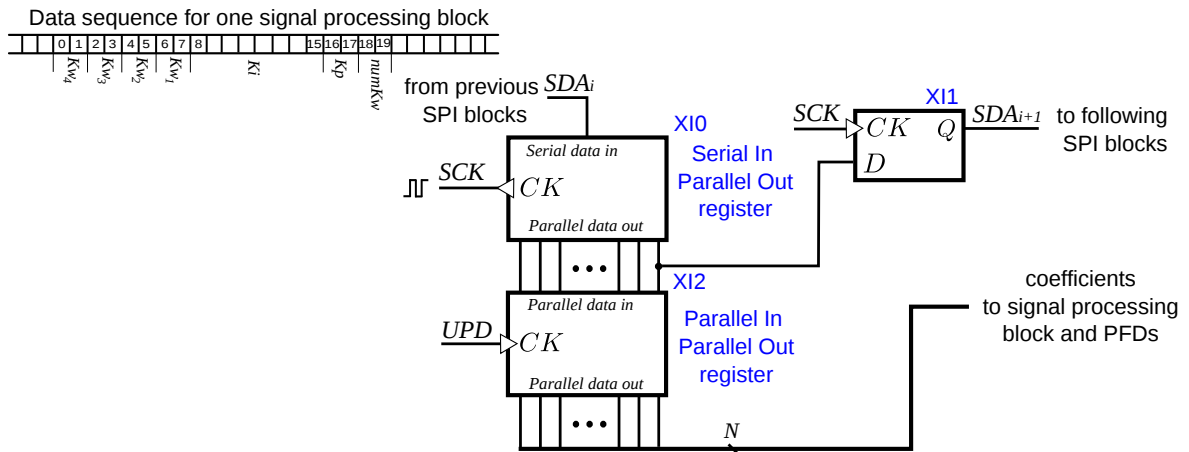 Data sequence for one signal processing block
0 1 2 3 4 5 6 7 8 15 16 17 18 19
Kw4 Kw3 Kw2 Kw1 Ki Kp numKw
from previous
SPI blocks
SDAi
XI0
Serial data in
SCK
CK
Parallel data out
Serial In
Parallel Out
register
XI1
SCK
CK Q
D
SDAi+1
to following
SPI blocks
XI2
Parallel data in
UPD
CK
Parallel data out
Parallel In
Parallel Out
register
coefficients
to signal processing
block and PFDs
N